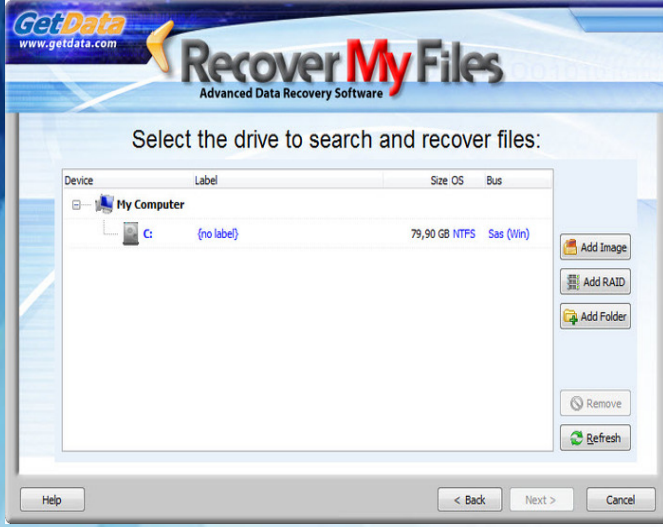 GetData
www.getdata.com
Recover My Files
Advanced Data Recovery Software
Select the drive to search and recover files:
Device Label Size OS Bus
My Computer
C: {no label} 79,90 GB NTFS Sas (Win)
Add Image
Add RAID
Add Folder
Remove
Refresh
Help < Back Next > Cancel